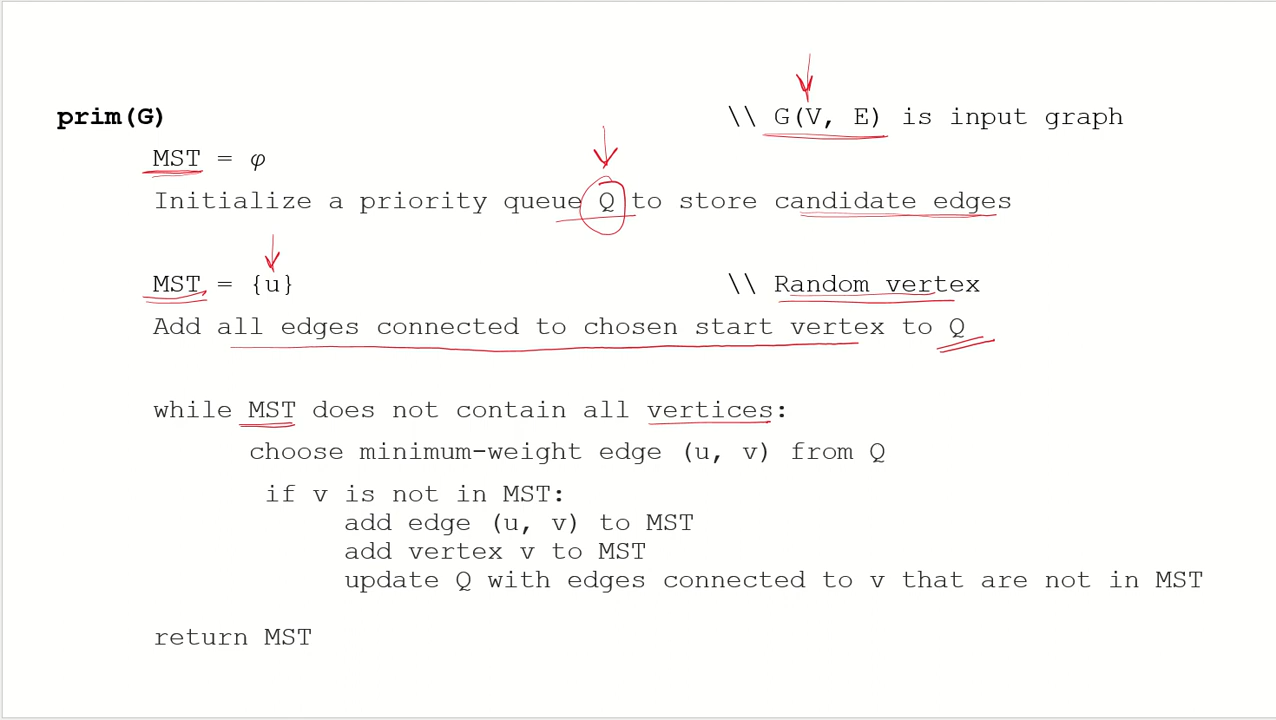 prim(G) \\ G(V, E) is input graph
MST = φ
Initialize a priority queue Q to store candidate edges
MST = {u} \\ Random vertex
Add all edges connected to chosen start vertex to Q
while MST does not contain all vertices:
choose minimum-weight edge (u, v) from Q
if v is not in MST:
add edge (u, v) to MST
add vertex v to MST
update Q with edges connected to v that are not in MST
return MST